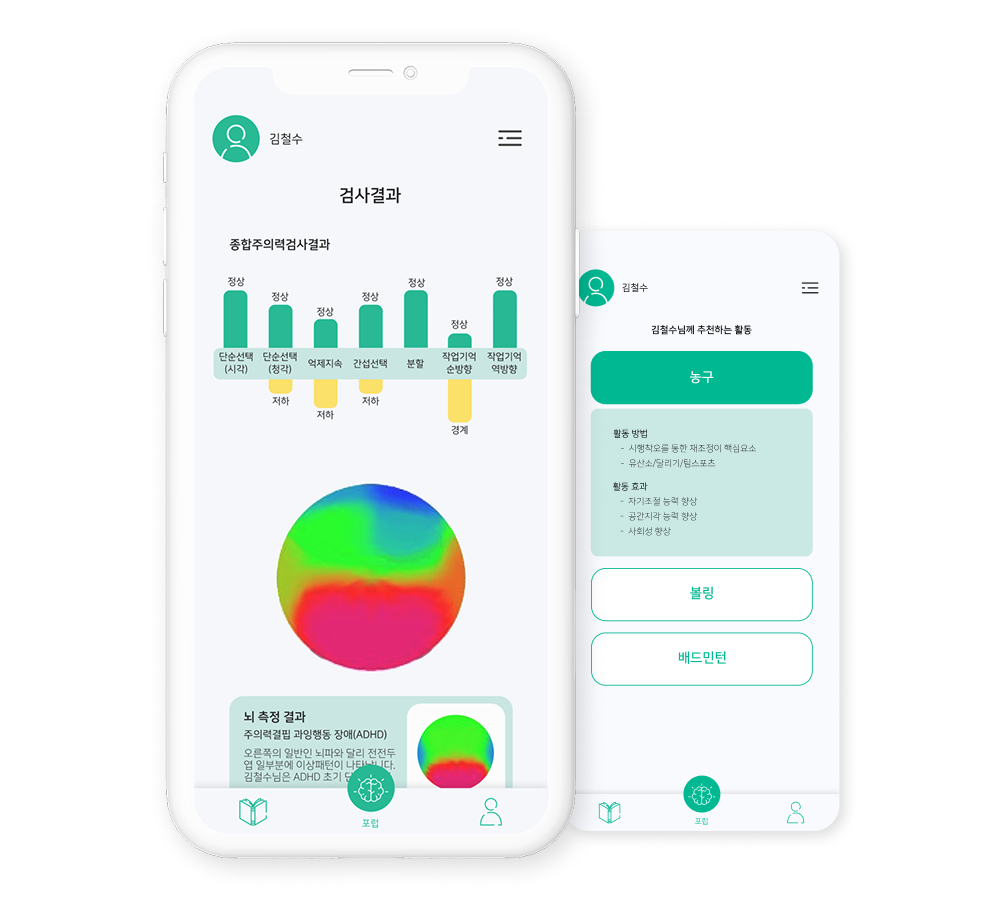 김철수
검사결과
종합주의력검사결과
정상
정상
정상
정상
정상
정상
정상
단순선택
(시각)
단순선택
(청각)
억제지속
간섭선택
분할
작업기억
순방향
작업기억
역방향
저하
저하
저하
경계
뇌 측정 결과
주의력결핍 과잉행동 장애(ADHD)
오른쪽의 일반인 뇌파와 달리 전전두
엽 일부분에 이상패턴이 나타납니다.
김철수님은 ADHD 초기
포럽
김철수
김철수님께 추천하는 활동
농구
활동 방법
- 시행착오를 통한 재조정이 핵심요소
- 유산소/달리기/팀스포츠
활동 효과
- 자기조절 능력 향상
- 공간지각 능력 향상
- 사회성 향상
볼링
배드민턴
포럽